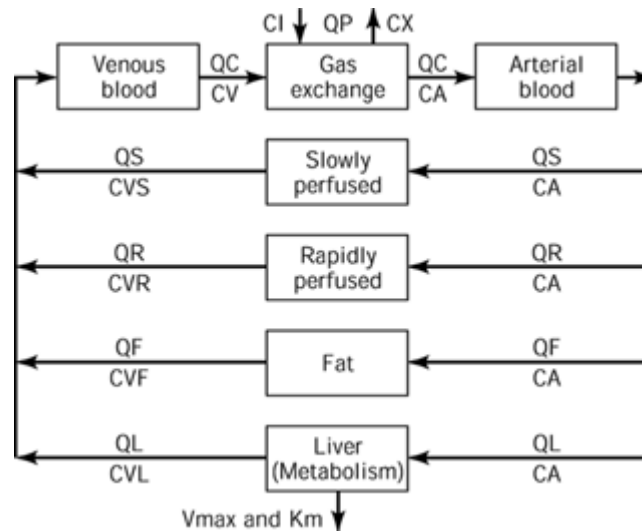 CI QP CX
Venous
blood
QC
CV
Gas
exchange
QC
CA
Arterial
blood
QS
CVS
Slowly
perfused
QS
CA
QR
CVR
Rapidly
perfused
QR
CA
QF
CVF
Fat
QF
CA
QL
CVL
Liver
(Metabolism)
QL
CA
Vmax and Km